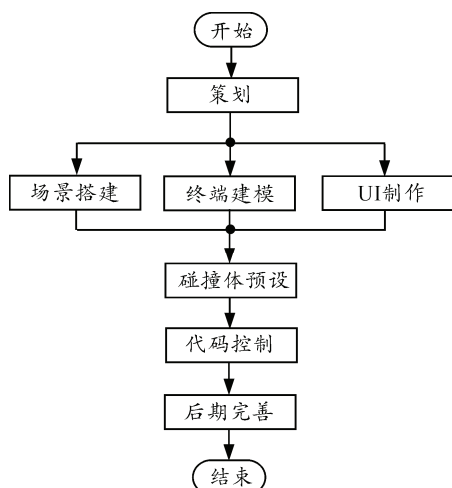 开始
策划
场景搭建
终端建模
UI制作
碰撞体预设
代码控制
后期完善
结束